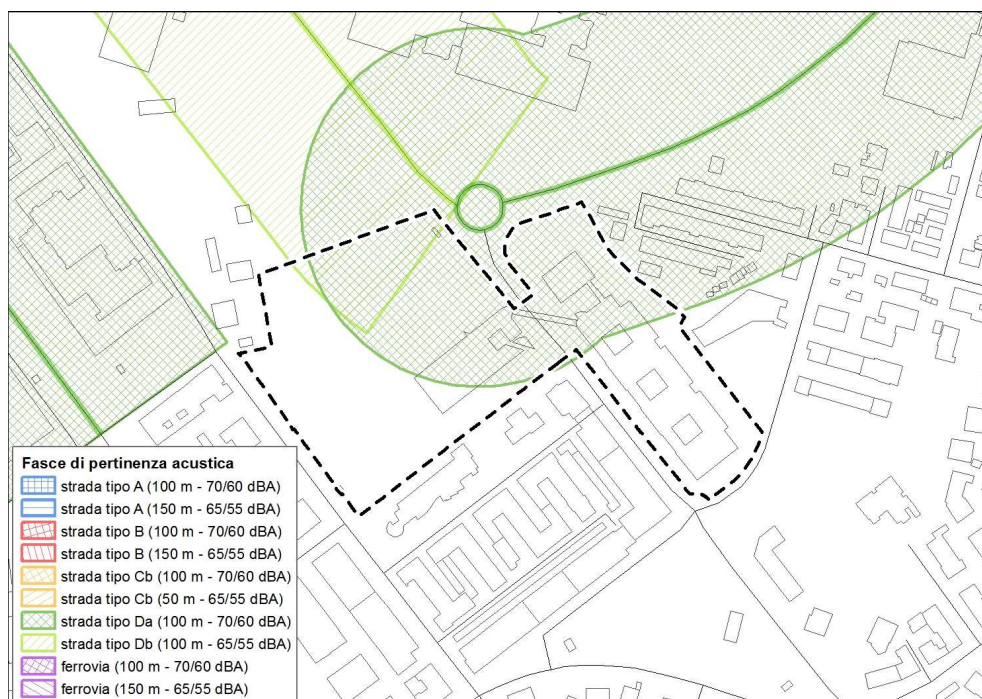 Fasce di pertinenza acustica
strada tipo A (100 m - 70/60 dBA)
strada tipo A (150 m - 65/55 dBA)
strada tipo B (100 m - 70/60 dBA)
strada tipo B (150 m - 65/55 dBA)
strada tipo Cb (100 m - 70/60 dBA)
strada tipo Cb (50 m - 65/55 dBA)
strada tipo Da (100 m - 70/60 dBA)
strada tipo Db (100 m - 65/55 dBA)
ferrovia (100 m - 70/60 dBA)
ferrovia (150 m - 65/55 dBA)